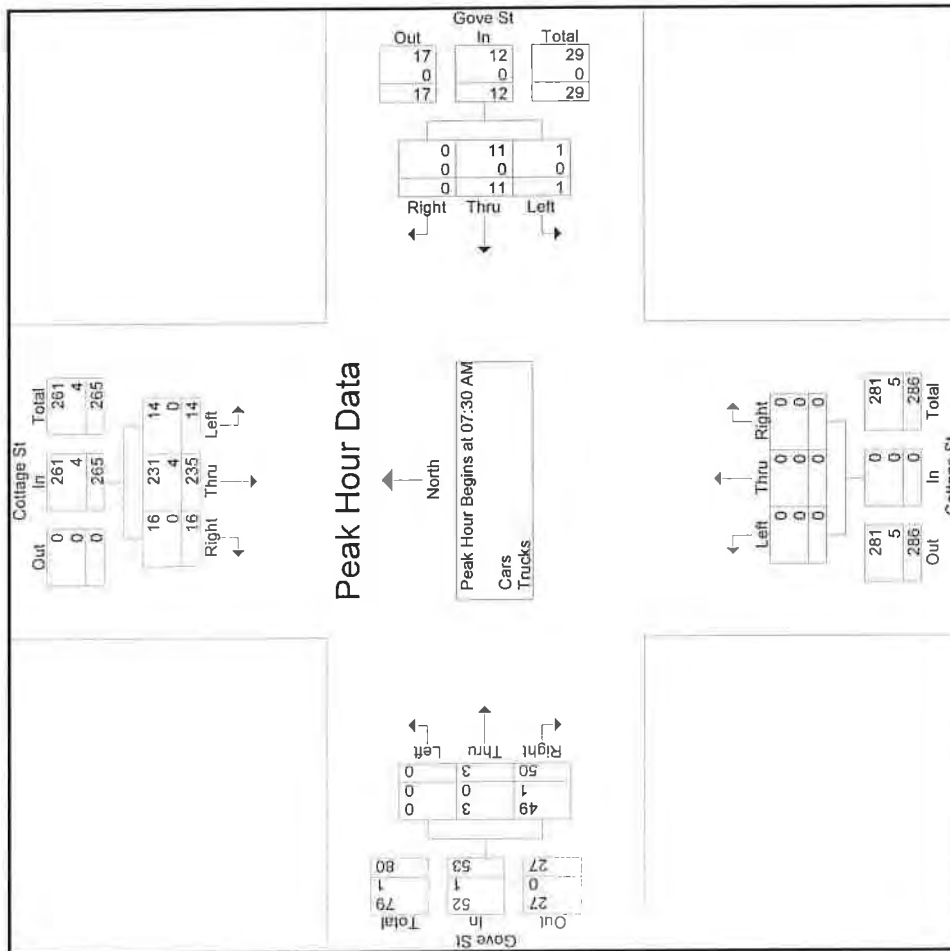 Gove St
Out In Total
17 12 29
0 0 0
17 12 29
0 11 1
0 0 0
0 11 1
Right Thru Left
Cottage St
Out In Total
0 261 261
0 4 4
0 265 265
16 231 14
0 4 0
16 235 14
Right Thru Left
Peak Hour Data
North
Peak Hour Begins at 07:30 AM
Cars
Trucks
Left Thru Right
0 0 0
0 0 0
0 0 0
281 0 281
5 0 5
286 0 286
Out In Total
Cottage St
Left Thru Right
0 3 50
0 0 1
0 3 49
80 53 27
1 1 0
79 52 27
Total In Out
Gove St